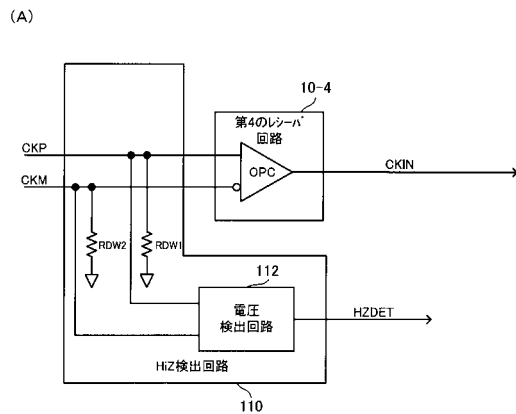 (A)
10-4
第4のレシーバ
回路
CKP
OPC
CKIN
CKM
RDW2
RDW1
112
電圧
検出回路
HZDET
HiZ検出回路
110